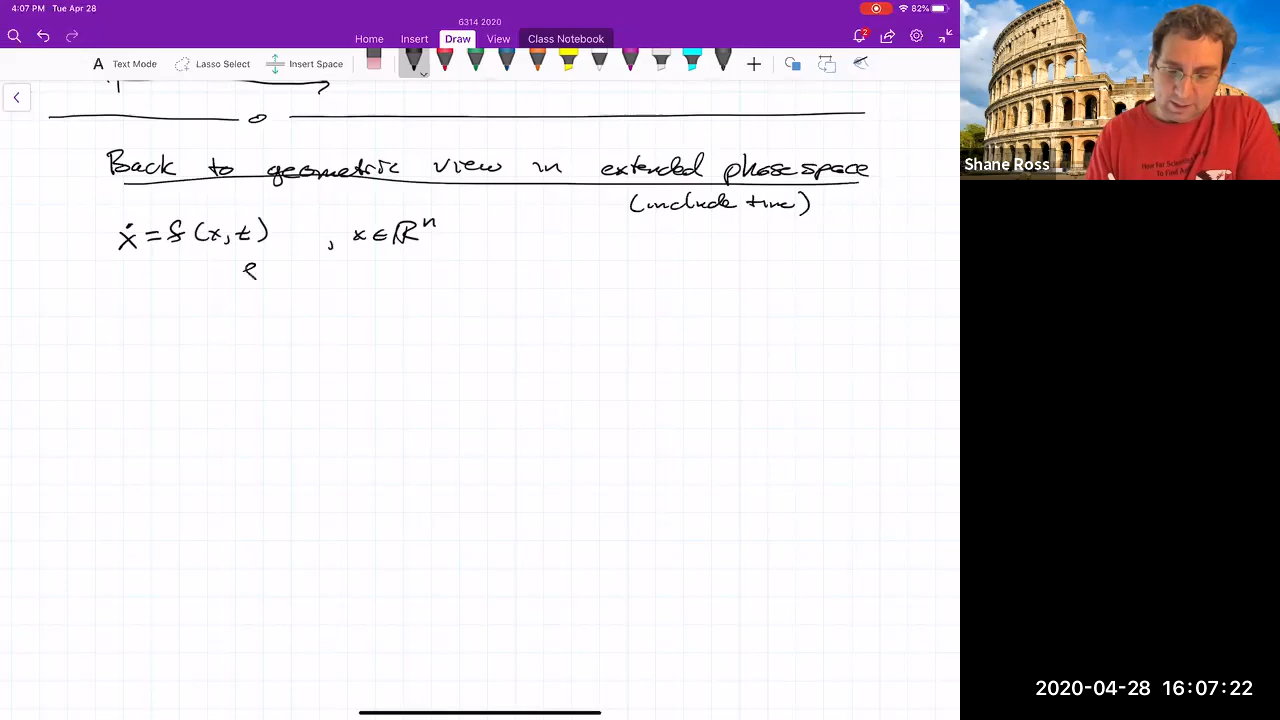 4:07 PM Tue Apr 28
82%
6314 2020
Home Insert Draw View Class Notebook
2
Text Mode Lasso Select Insert Space
Back to geometric view in extended phase space
(include time)
ẋ = f(x,t) , x ∈ ℝⁿ
Shane Ross
2020-04-28 16:07:22